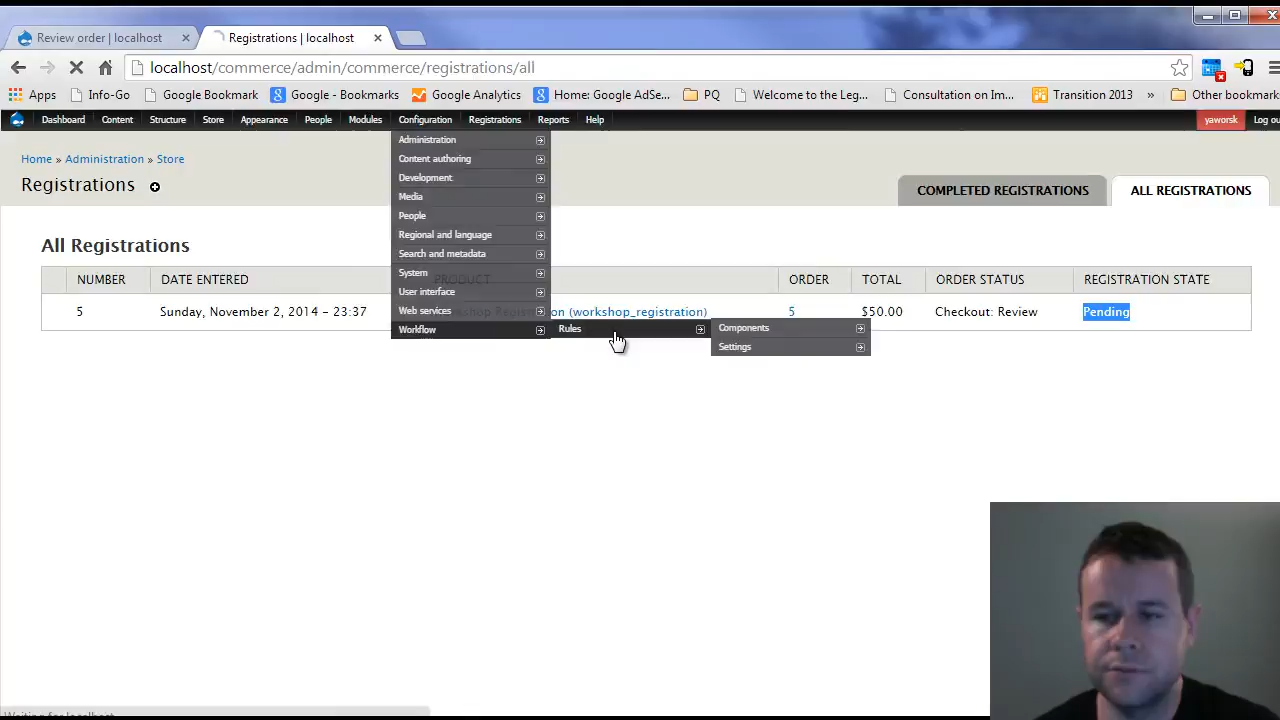 Review order | localhost
Registrations | localhost
localhost/commerce/admin/commerce/registrations/all
Apps Info-Go Google Bookmark Google - Bookmarks Google Analytics Home: Google AdSe... PQ Welcome to the Leg... Consultation on Im... Transition 2013 » Other bookmark
Dashboard Content Structure Store Appearance People Modules Configuration Registrations Reports Help yaworsk Log ou
Administration
Home » Administration » Store
Content authoring
Registrations
Development
COMPLETED REGISTRATIONS ALL REGISTRATIONS
Media
People
Regional and language
All Registrations
Search and metadata
System
NUMBER DATE ENTERED PRODUCT ORDER TOTAL ORDER STATUS REGISTRATION STATE
User interface
Web services
5 Sunday, November 2, 2014 - 23:37 (workshop_registration) 5 $50.00 Checkout: Review Pending
Workflow
Rules
Components
Settings